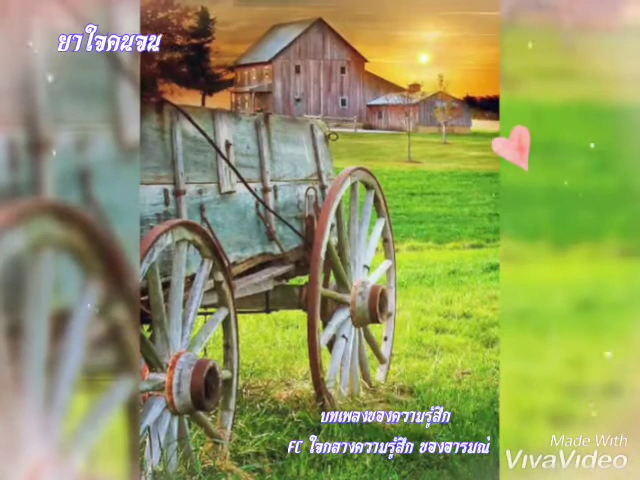 ยาใจคนจน
บทเพลงของความรู้สึก
FC ใจกลางความรู้สึก ของอารมณ์
Made With
VivaVideo